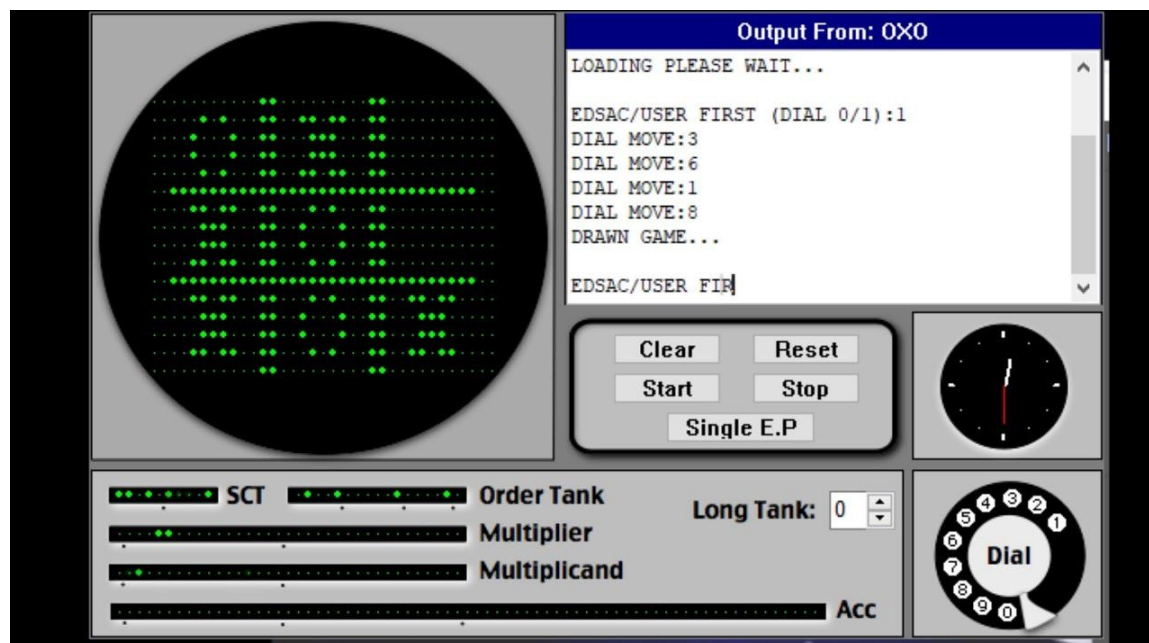 Output From: OXO
LOADING PLEASE WAIT...
EDSAC/USER FIRST (DIAL 0/1):1
DIAL MOVE:3
DIAL MOVE:6
DIAL MOVE:1
DIAL MOVE:8
DRAWN GAME...
EDSAC/USER FIR
Clear Reset
Start Stop
Single E.P
SCT Order Tank Long Tank: 0
Multiplier
Multiplicand
Acc
1 2 3 4 5 6 7 8 9 0
Dial